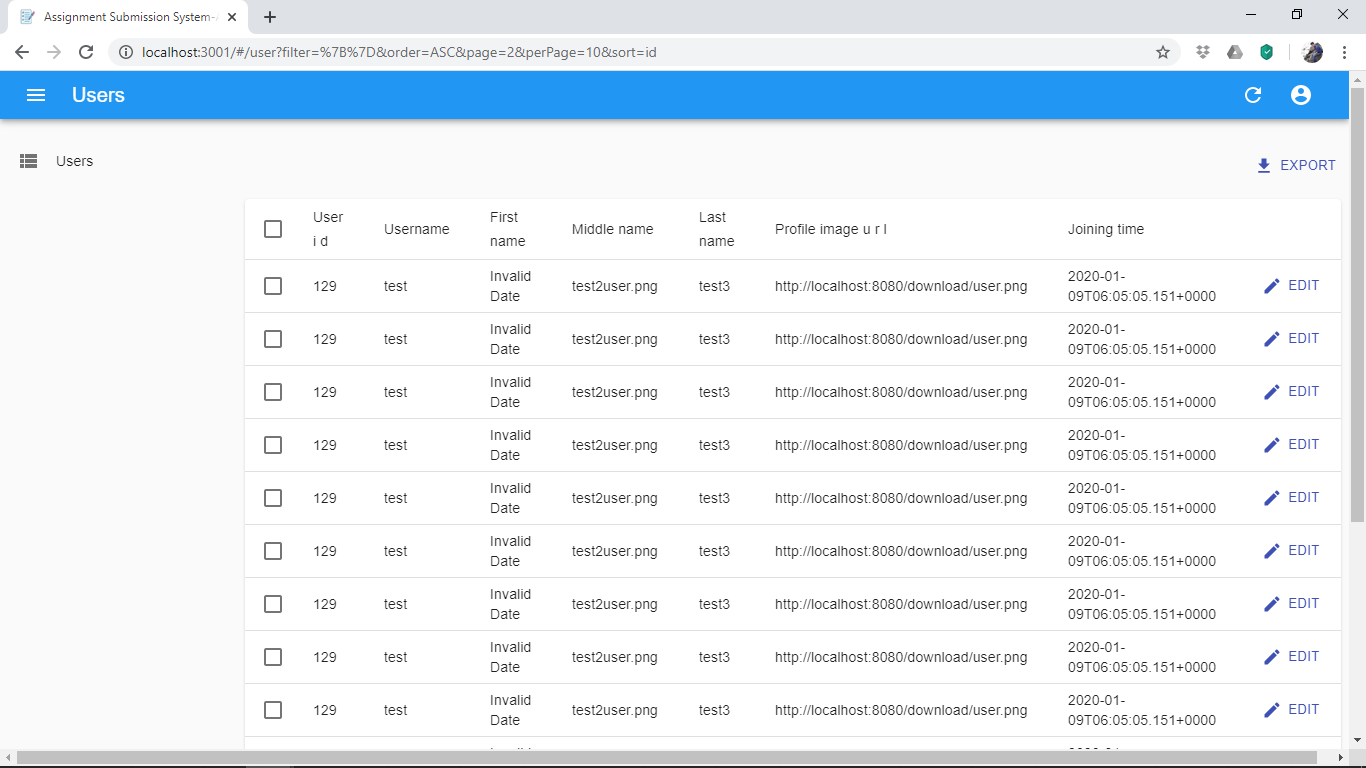 Assignment Submission System-
localhost:3001/#/user?filter=%7B%7D&order=ASC&page=2&perPage=10&sort=id
Users
Users
EXPORT
User i d Username First name Middle name Last name Profile image u r l Joining time
129 test Invalid Date test2user.png test3 http://localhost:8080/download/user.png 2020-01-09T06:05:05.151+0000 EDIT
129 test Invalid Date test2user.png test3 http://localhost:8080/download/user.png 2020-01-09T06:05:05.151+0000 EDIT
129 test Invalid Date test2user.png test3 http://localhost:8080/download/user.png 2020-01-09T06:05:05.151+0000 EDIT
129 test Invalid Date test2user.png test3 http://localhost:8080/download/user.png 2020-01-09T06:05:05.151+0000 EDIT
129 test Invalid Date test2user.png test3 http://localhost:8080/download/user.png 2020-01-09T06:05:05.151+0000 EDIT
129 test Invalid Date test2user.png test3 http://localhost:8080/download/user.png 2020-01-09T06:05:05.151+0000 EDIT
129 test Invalid Date test2user.png test3 http://localhost:8080/download/user.png 2020-01-09T06:05:05.151+0000 EDIT
129 test Invalid Date test2user.png test3 http://localhost:8080/download/user.png 2020-01-09T06:05:05.151+0000 EDIT
129 test Invalid Date test2user.png test3 http://localhost:8080/download/user.png 2020-01-09T06:05:05.151+0000 EDIT